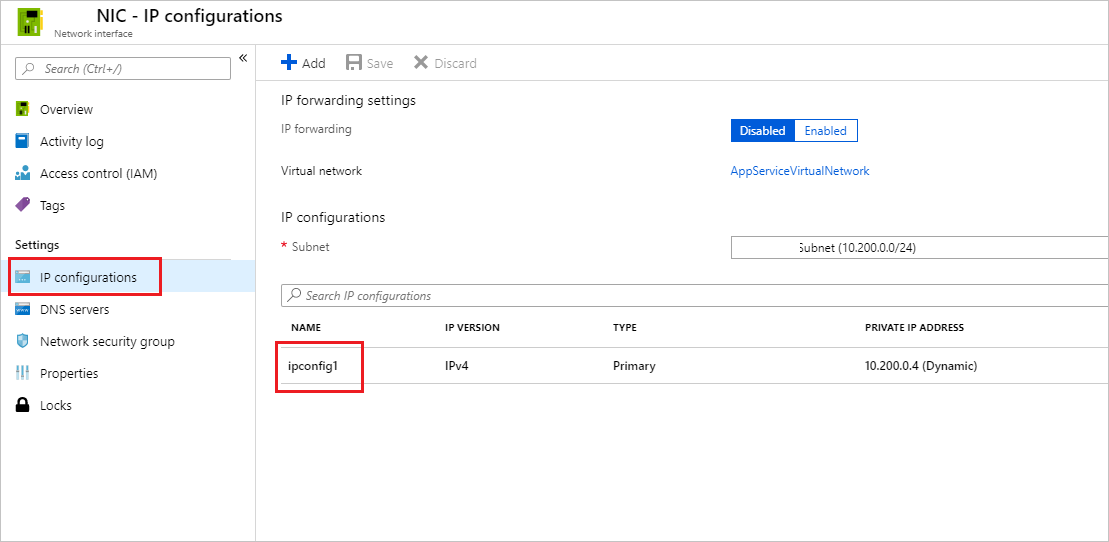 NIC - IP configurations
Network interface
Search (Ctrl+/)
«
Overview
Activity log
Access control (IAM)
Tags
Settings
IP configurations
DNS servers
Network security group
Properties
Locks
Add Save Discard
IP forwarding settings
IP forwarding Disabled Enabled
Virtual network AppServiceVirtualNetwork
IP configurations
* Subnet Subnet (10.200.0.0/24)
Search IP configurations
NAME IP VERSION TYPE PRIVATE IP ADDRESS
ipconfig1 IPv4 Primary 10.200.0.4 (Dynamic)